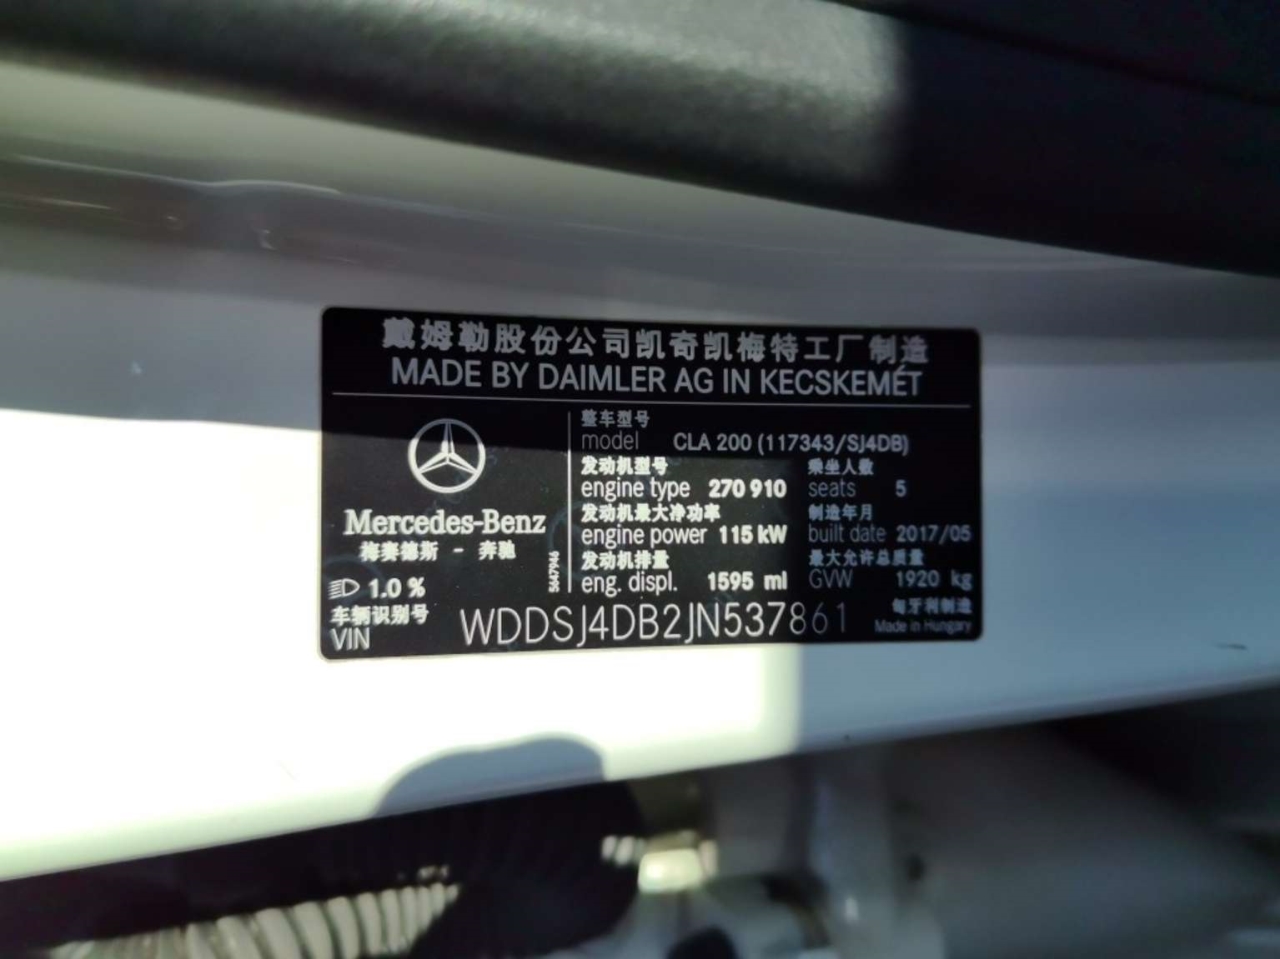 戴姆勒股份公司凯奇凯梅特工厂制造
MADE BY DAIMLER AG IN KECSKEMÉT
整车型号
model CLA 200 (117343/SJ4DB)
发动机型号 乘坐人数
engine type 270 910 seats 5
发动机最大净功率 制造年月
engine power 115 kW built date 2017/05
发动机排量 最大允许总质量
eng. displ. 1595 ml GVW 1920 kg
Mercedes-Benz
梅赛德斯 - 奔驰
1.0 %
5647946
车辆识别号
VIN WDDSJ4DB2JN537861
匈牙利制造
Made in Hungary